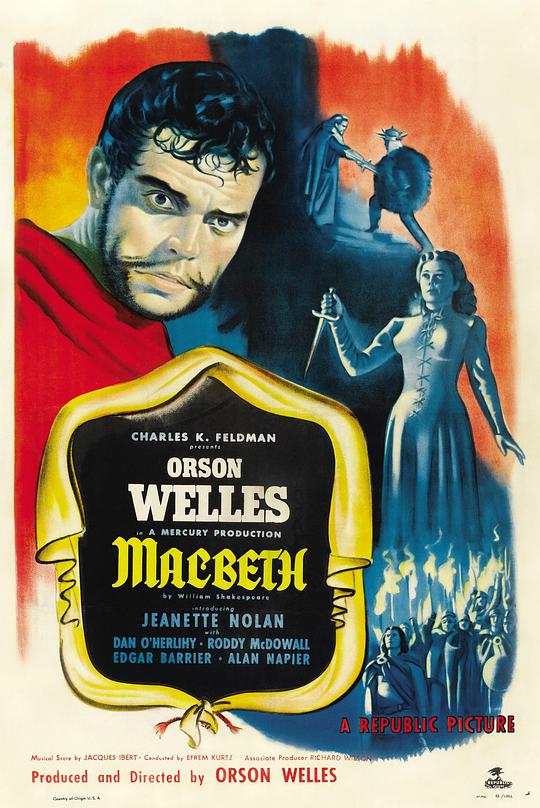 CHARLES K. FELDMAN
presents
ORSON
WELLES
in A MERCURY PRODUCTION
MACBETH
by William Shakespeare
introducing
JEANETTE NOLAN
with
DAN O'HERLIHY · RODDY McDOWALL
EDGAR BARRIER · ALAN NAPIER
A REPUBLIC PICTURE
Musical Score by JACQUES IBERT · Conducted by EFREM KURTZ Associate Producer RICHARD WILSON
Produced and Directed by ORSON WELLES
REPUBLIC
Country of Origin U. S. A.